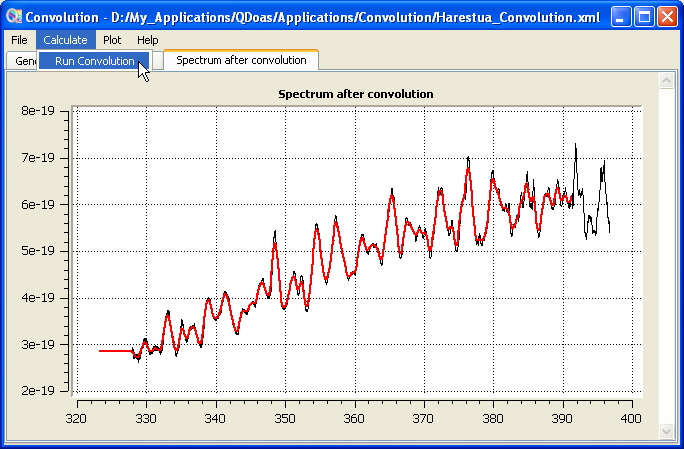 Convolution - D:/My_Applications/QDoas/Applications/Convolution/Harestua_Convolution.xml
File Calculate Plot Help
Run Convolution
Spectrum after convolution
Spectrum after convolution
8e-19
7e-19
6e-19
5e-19
4e-19
3e-19
2e-19
320 330 340 350 360 370 380 390 400